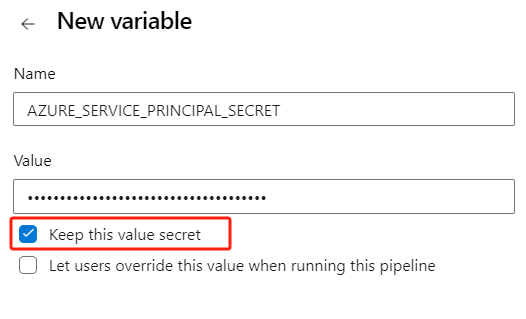 ← New variable
Name
AZURE_SERVICE_PRINCIPAL_SECRET
Value
•••••••••••••••••••••••••••••••••••••
Keep this value secret
Let users override this value when running this pipeline